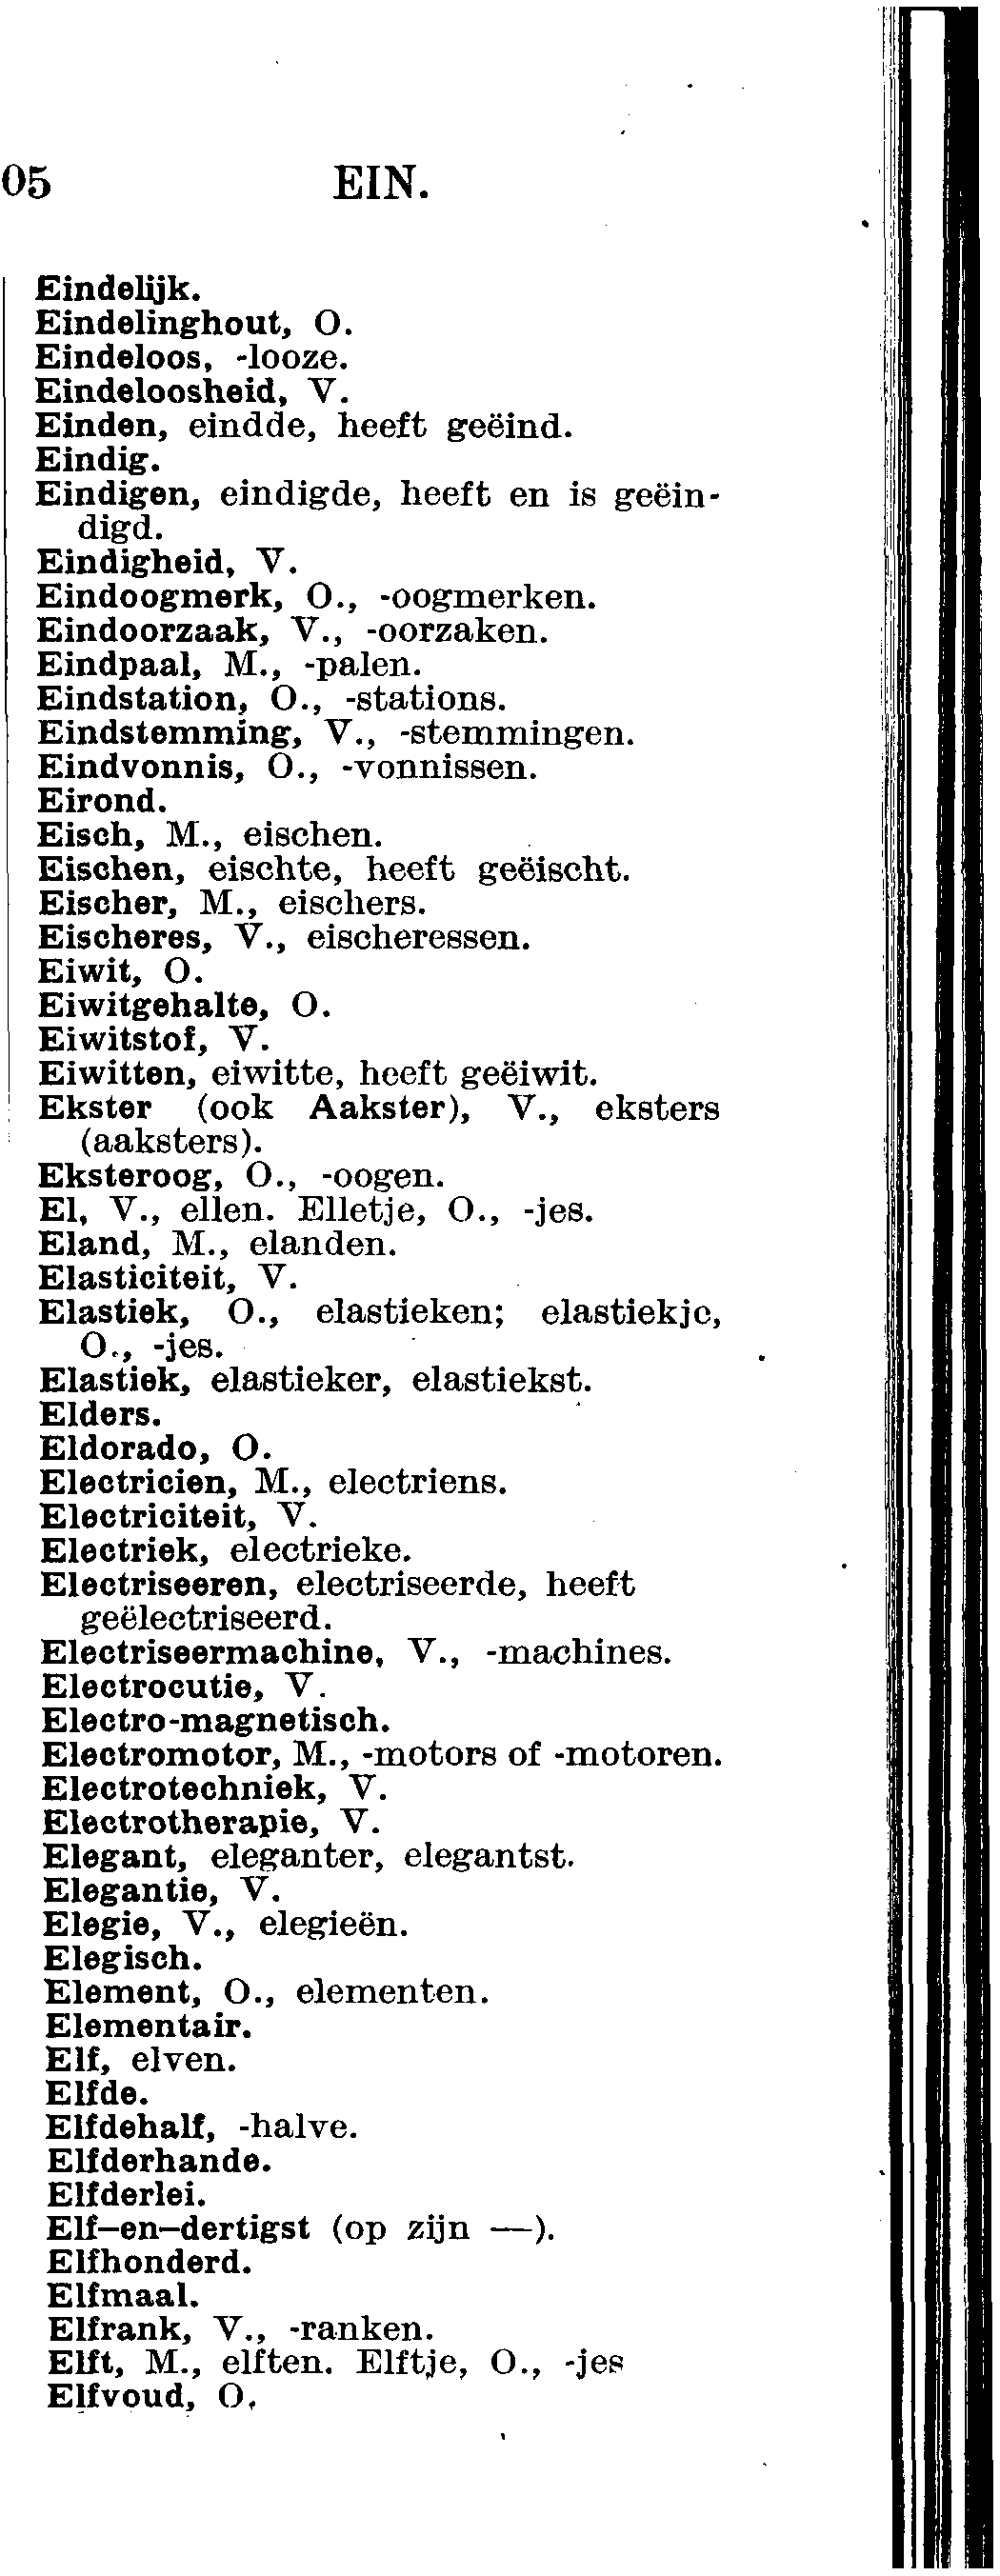 05 EIN.
Eindelijk.
Eindelinghout, O.
Eindeloos, -looze.
Eindeloosheid, V.
Einden, eindde, heeft geëind.
Eindig.
Eindigen, eindigde, heeft en is geëin-
digd.
Eindigheid, V.
Eindoogmerk, O., -oogmerken.
Eindoorzaak, V., -oorzaken.
Eindpaal, M., -palen.
Eindstation, O., -stations.
Eindstemming, V., -stemmingen.
Eindvonnis, O., -vonnissen.
Eirond.
Eisch, M., eischen.
Eischen, eischte, heeft geëischt.
Eischer, M., eischers.
Eischeres, V., eischeressen.
Eiwit, O.
Eiwitgehalte, O.
Eiwitstof, V.
Eiwitten, eiwitte, heeft geëiwit.
Ekster (ook Aakster), V., eksters
(aaksters).
Eksteroog, O., -oogen.
El, V., ellen. Elletje, O., -jes.
Eland, M., elanden.
Elasticiteit, V.
Elastiek, O., elastieken; elastiekje,
O., -jes.
Elastiek, elastieker, elastiekst.
Elders.
Eldorado, O.
Electricien, M., electriens.
Electriciteit, V.
Electriek, electrieke.
Electriseeren, electriseerde, heeft
geëlectriseerd.
Electriseermachine, V., -machines.
Electrocutie, V.
Electro-magnetisch.
Electromotor, M., -motors of -motoren.
Electrotechniek, V.
Electrotherapie, V.
Elegant, eleganter, elegantst.
Elegantie, V.
Elegie, V., elegieën.
Elegisch.
Element, O., elementen.
Elementair.
Elf, elven.
Elfde.
Elfdehalf, -halve.
Elfderhande.
Elfderlei.
Elf–en–dertigst (op zijn —).
Elfhonderd.
Elfmaal.
Elfrank, V., -ranken.
Elft, M., elften. Elftje, O., -jes
Elfvoud, O.